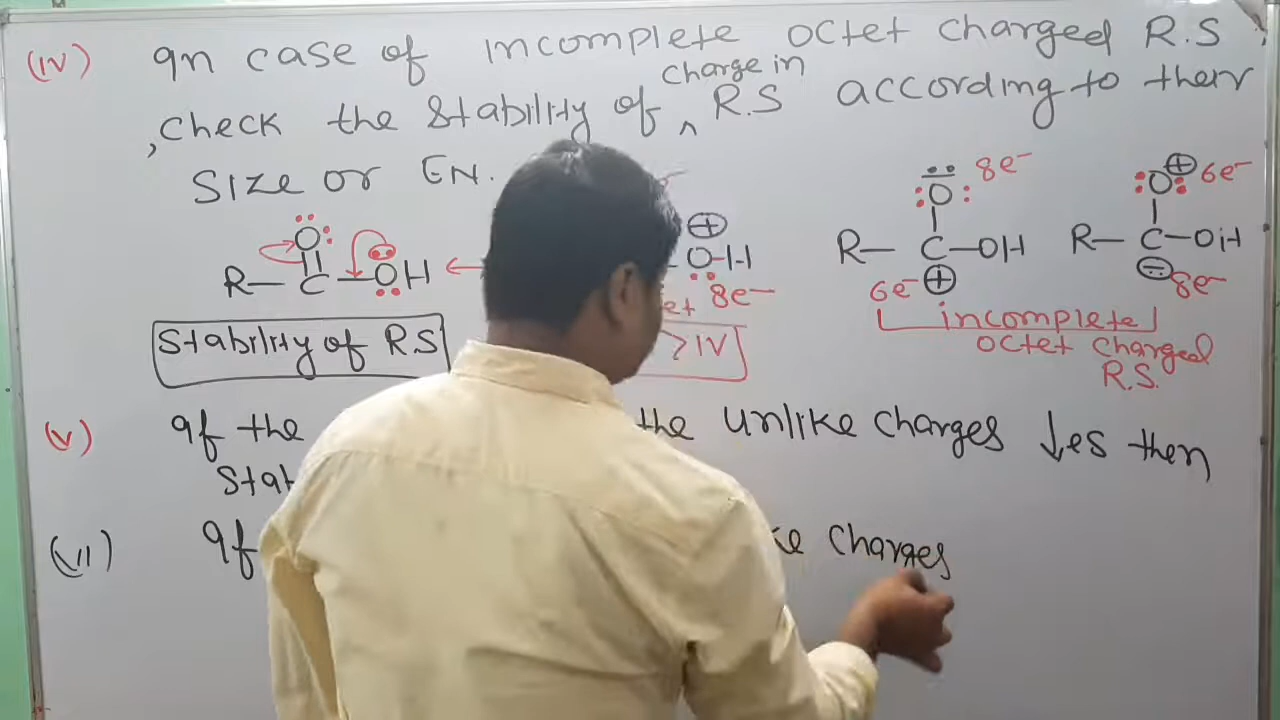 (iv) In case of incomplete octet charged R.S
, check the stability of charge in ^ R.S according to their
Size or EN.
8e- 6e-
O: O ⊕
R—C—OH R—C—OH
⊕ OH 8e- 6e- ⊕ ⊖ 8e-
Stability of RS >IV incomplete
octet charged
R.S.
(v) If the the unlike charges ↓es then
(vi) If charges